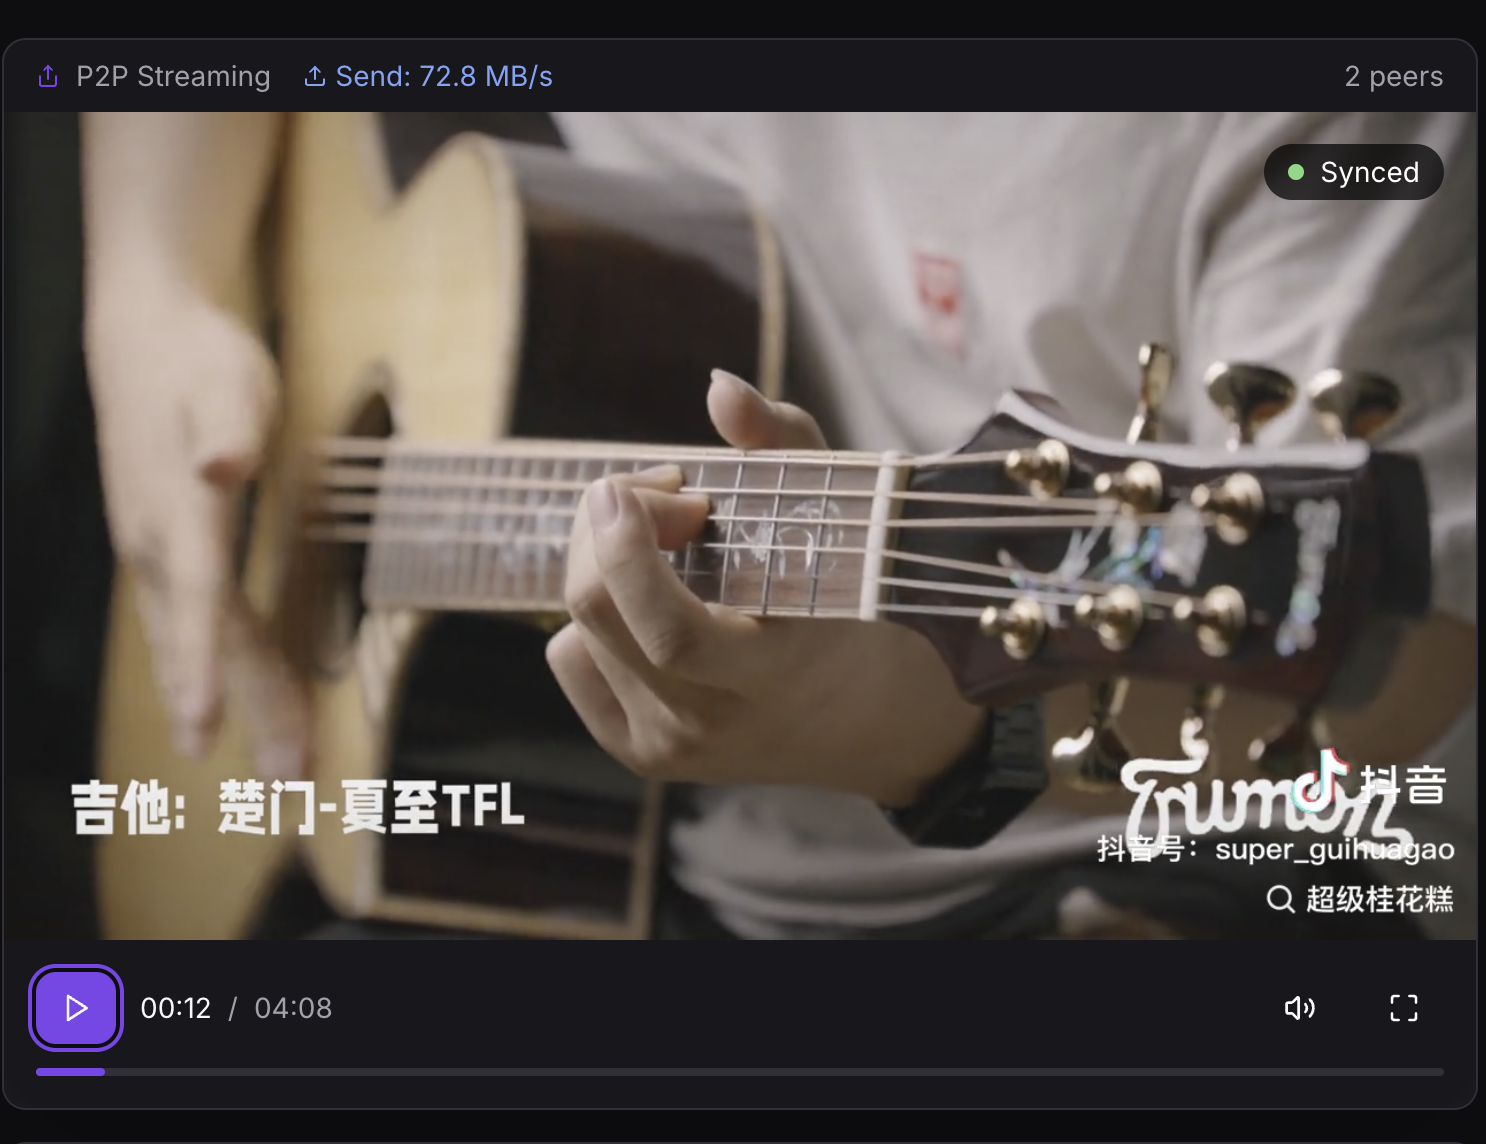 P2P Streaming
Send: 72.8 MB/s
2 peers
Synced
吉他: 楚门-夏至TFL
Trumon
抖音
抖音号: super_guihuagao
超级桂花糕
00:12 / 04:08